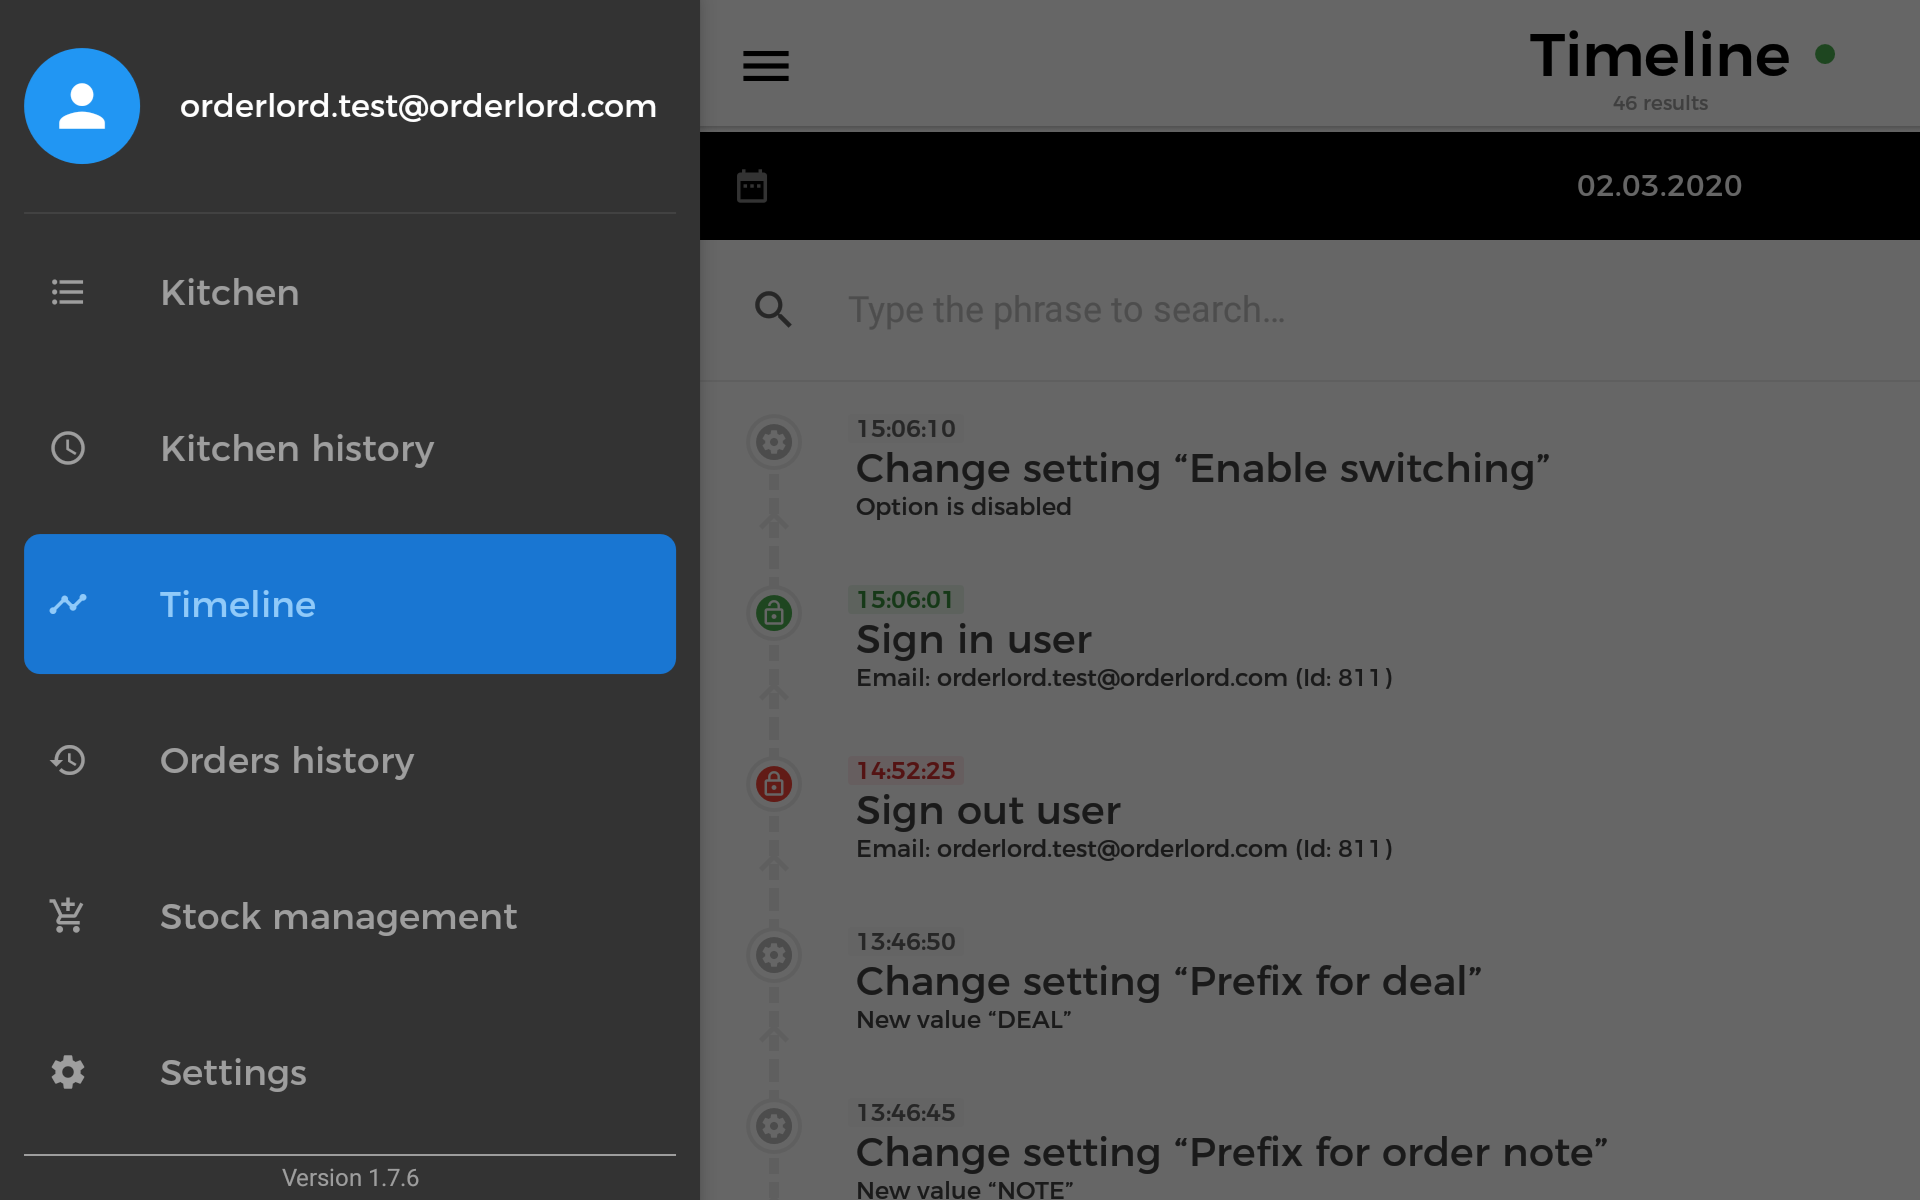 orderlord.test@orderlord.com
Kitchen
Kitchen history
Timeline
Orders history
Stock management
Settings
Version 1.7.6
Timeline
46 results
02.03.2020
Type the phrase to search...
15:06:10
Change setting “Enable switching”
Option is disabled
15:06:01
Sign in user
Email: orderlord.test@orderlord.com (Id: 811)
14:52:25
Sign out user
Email: orderlord.test@orderlord.com (Id: 811)
13:46:50
Change setting “Prefix for deal”
New value “DEAL”
13:46:45
Change setting “Prefix for order note”
New value “NOTE”